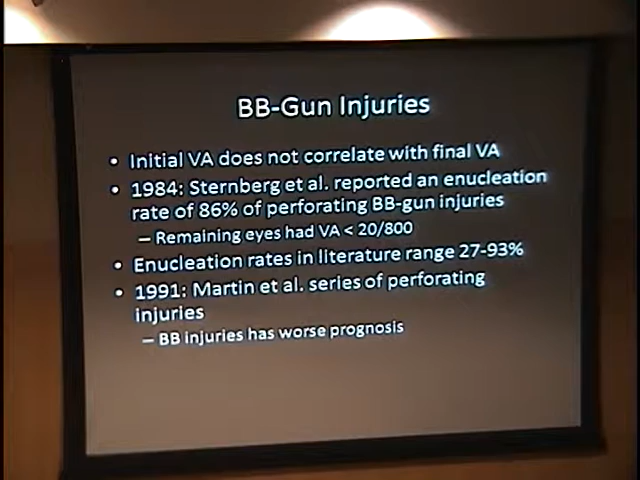 BB-Gun Injuries
• Initial VA does not correlate with final VA
• 1984: Sternberg et al. reported an enucleation
rate of 86% of perforating BB-gun injuries
– Remaining eyes had VA < 20/800
• Enucleation rates in literature range 27-93%
• 1991: Martin et al. series of perforating
injuries
– BB injuries has worse prognosis